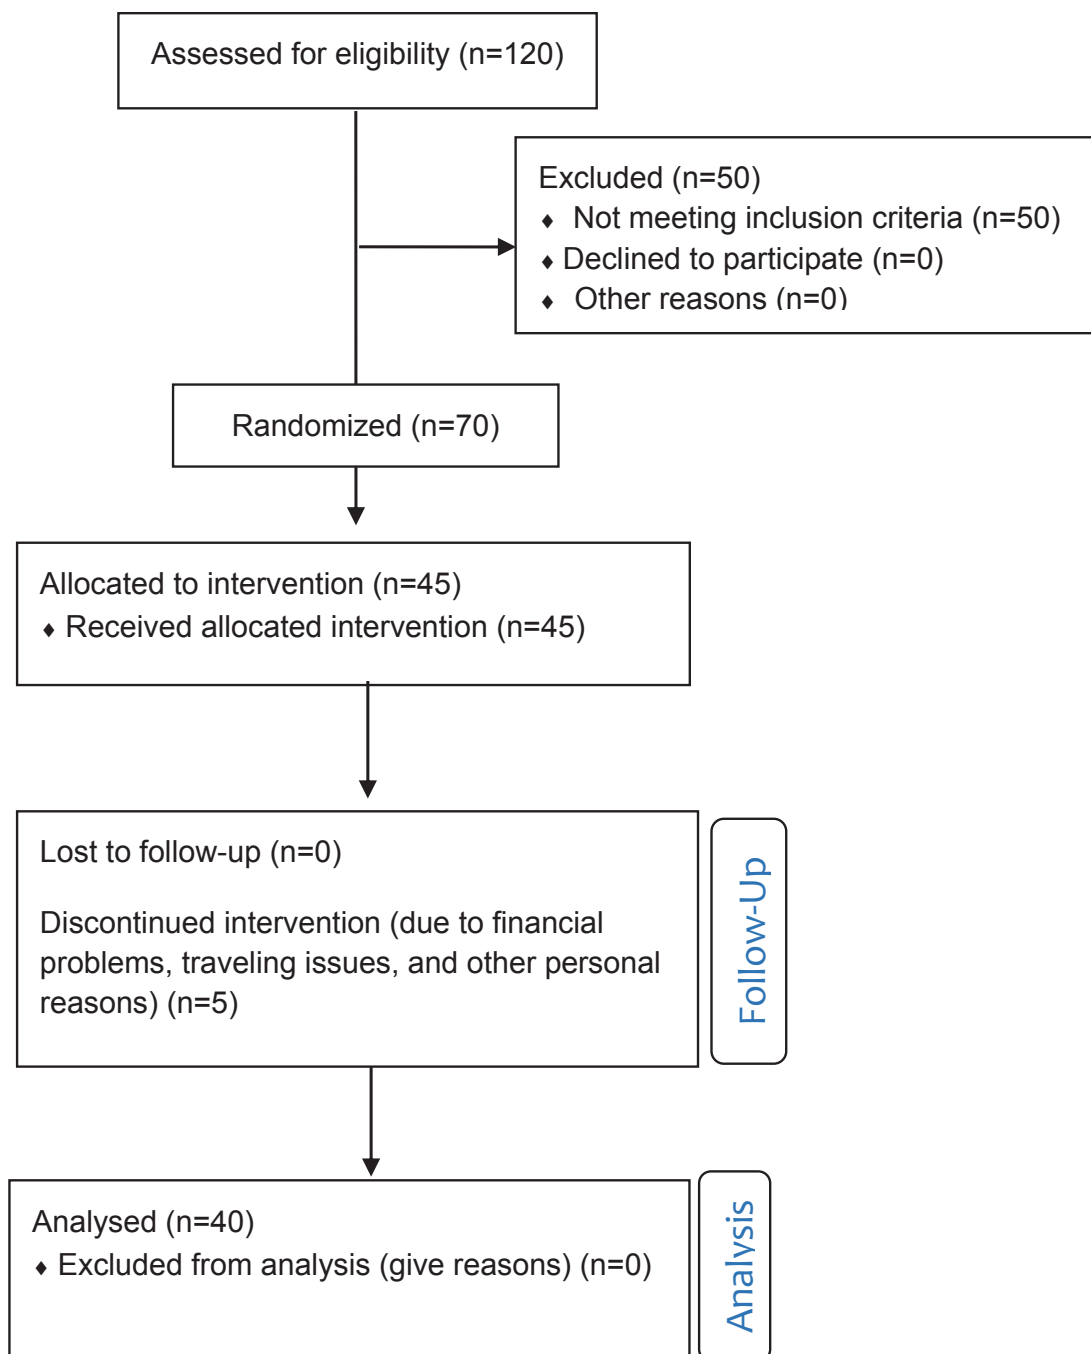 Assessed for eligibility (n=120)
Excluded (n=50)
♦ Not meeting inclusion criteria (n=50)
♦ Declined to participate (n=0)
♦ Other reasons (n=0)
Randomized (n=70)
Allocated to intervention (n=45)
♦ Received allocated intervention (n=45)
Lost to follow-up (n=0)
Discontinued intervention (due to financial
problems, traveling issues, and other personal
reasons) (n=5)
Follow-Up
Analysed (n=40)
♦ Excluded from analysis (give reasons) (n=0)
Analysis